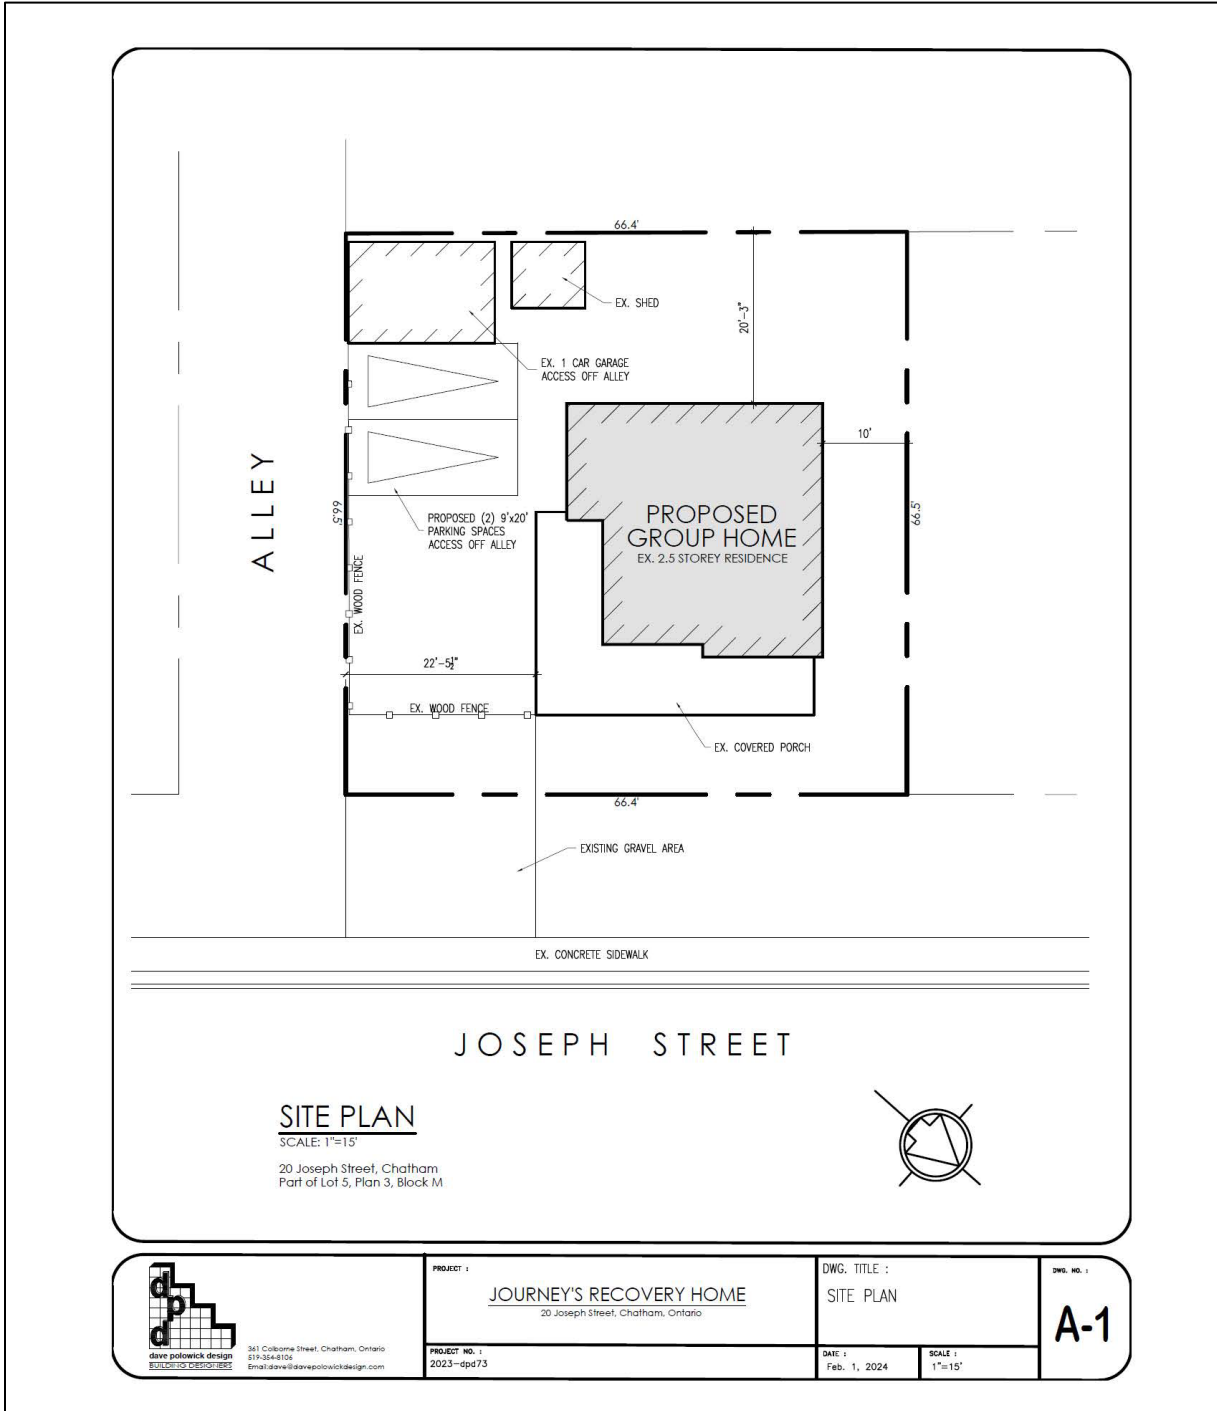 66.4'
EX. SHED
20'-3"
EX. 1 CAR GARAGE
ACCESS OFF ALLEY
10'
ALLEY
66.5'
PROPOSED (2) 9'x20'
PARKING SPACES
ACCESS OFF ALLEY
PROPOSED
GROUP HOME
EX. 2.5 STOREY RESIDENCE
66.5'
EX. WOOD FENCE
22'-5½"
EX. WOOD FENCE
EX. COVERED PORCH
66.4'
EXISTING GRAVEL AREA
EX. CONCRETE SIDEWALK
JOSEPH STREET
SITE PLAN
SCALE: 1"=15'
20 Joseph Street, Chatham
Part of Lot 5, Plan 3, Block M
dpd
dave polowick design
BUILDING DESIGNERS
361 Colborne Street, Chatham, Ontario
519-354-8106
Email:dave@davepolowickdesign.com
PROJECT :
JOURNEY'S RECOVERY HOME
20 Joseph Street, Chatham, Ontario
PROJECT NO. :
2023-dpd73
DWG. TITLE :
SITE PLAN
DATE :
Feb. 1, 2024
SCALE :
1"=15'
DWG. NO. :
A-1